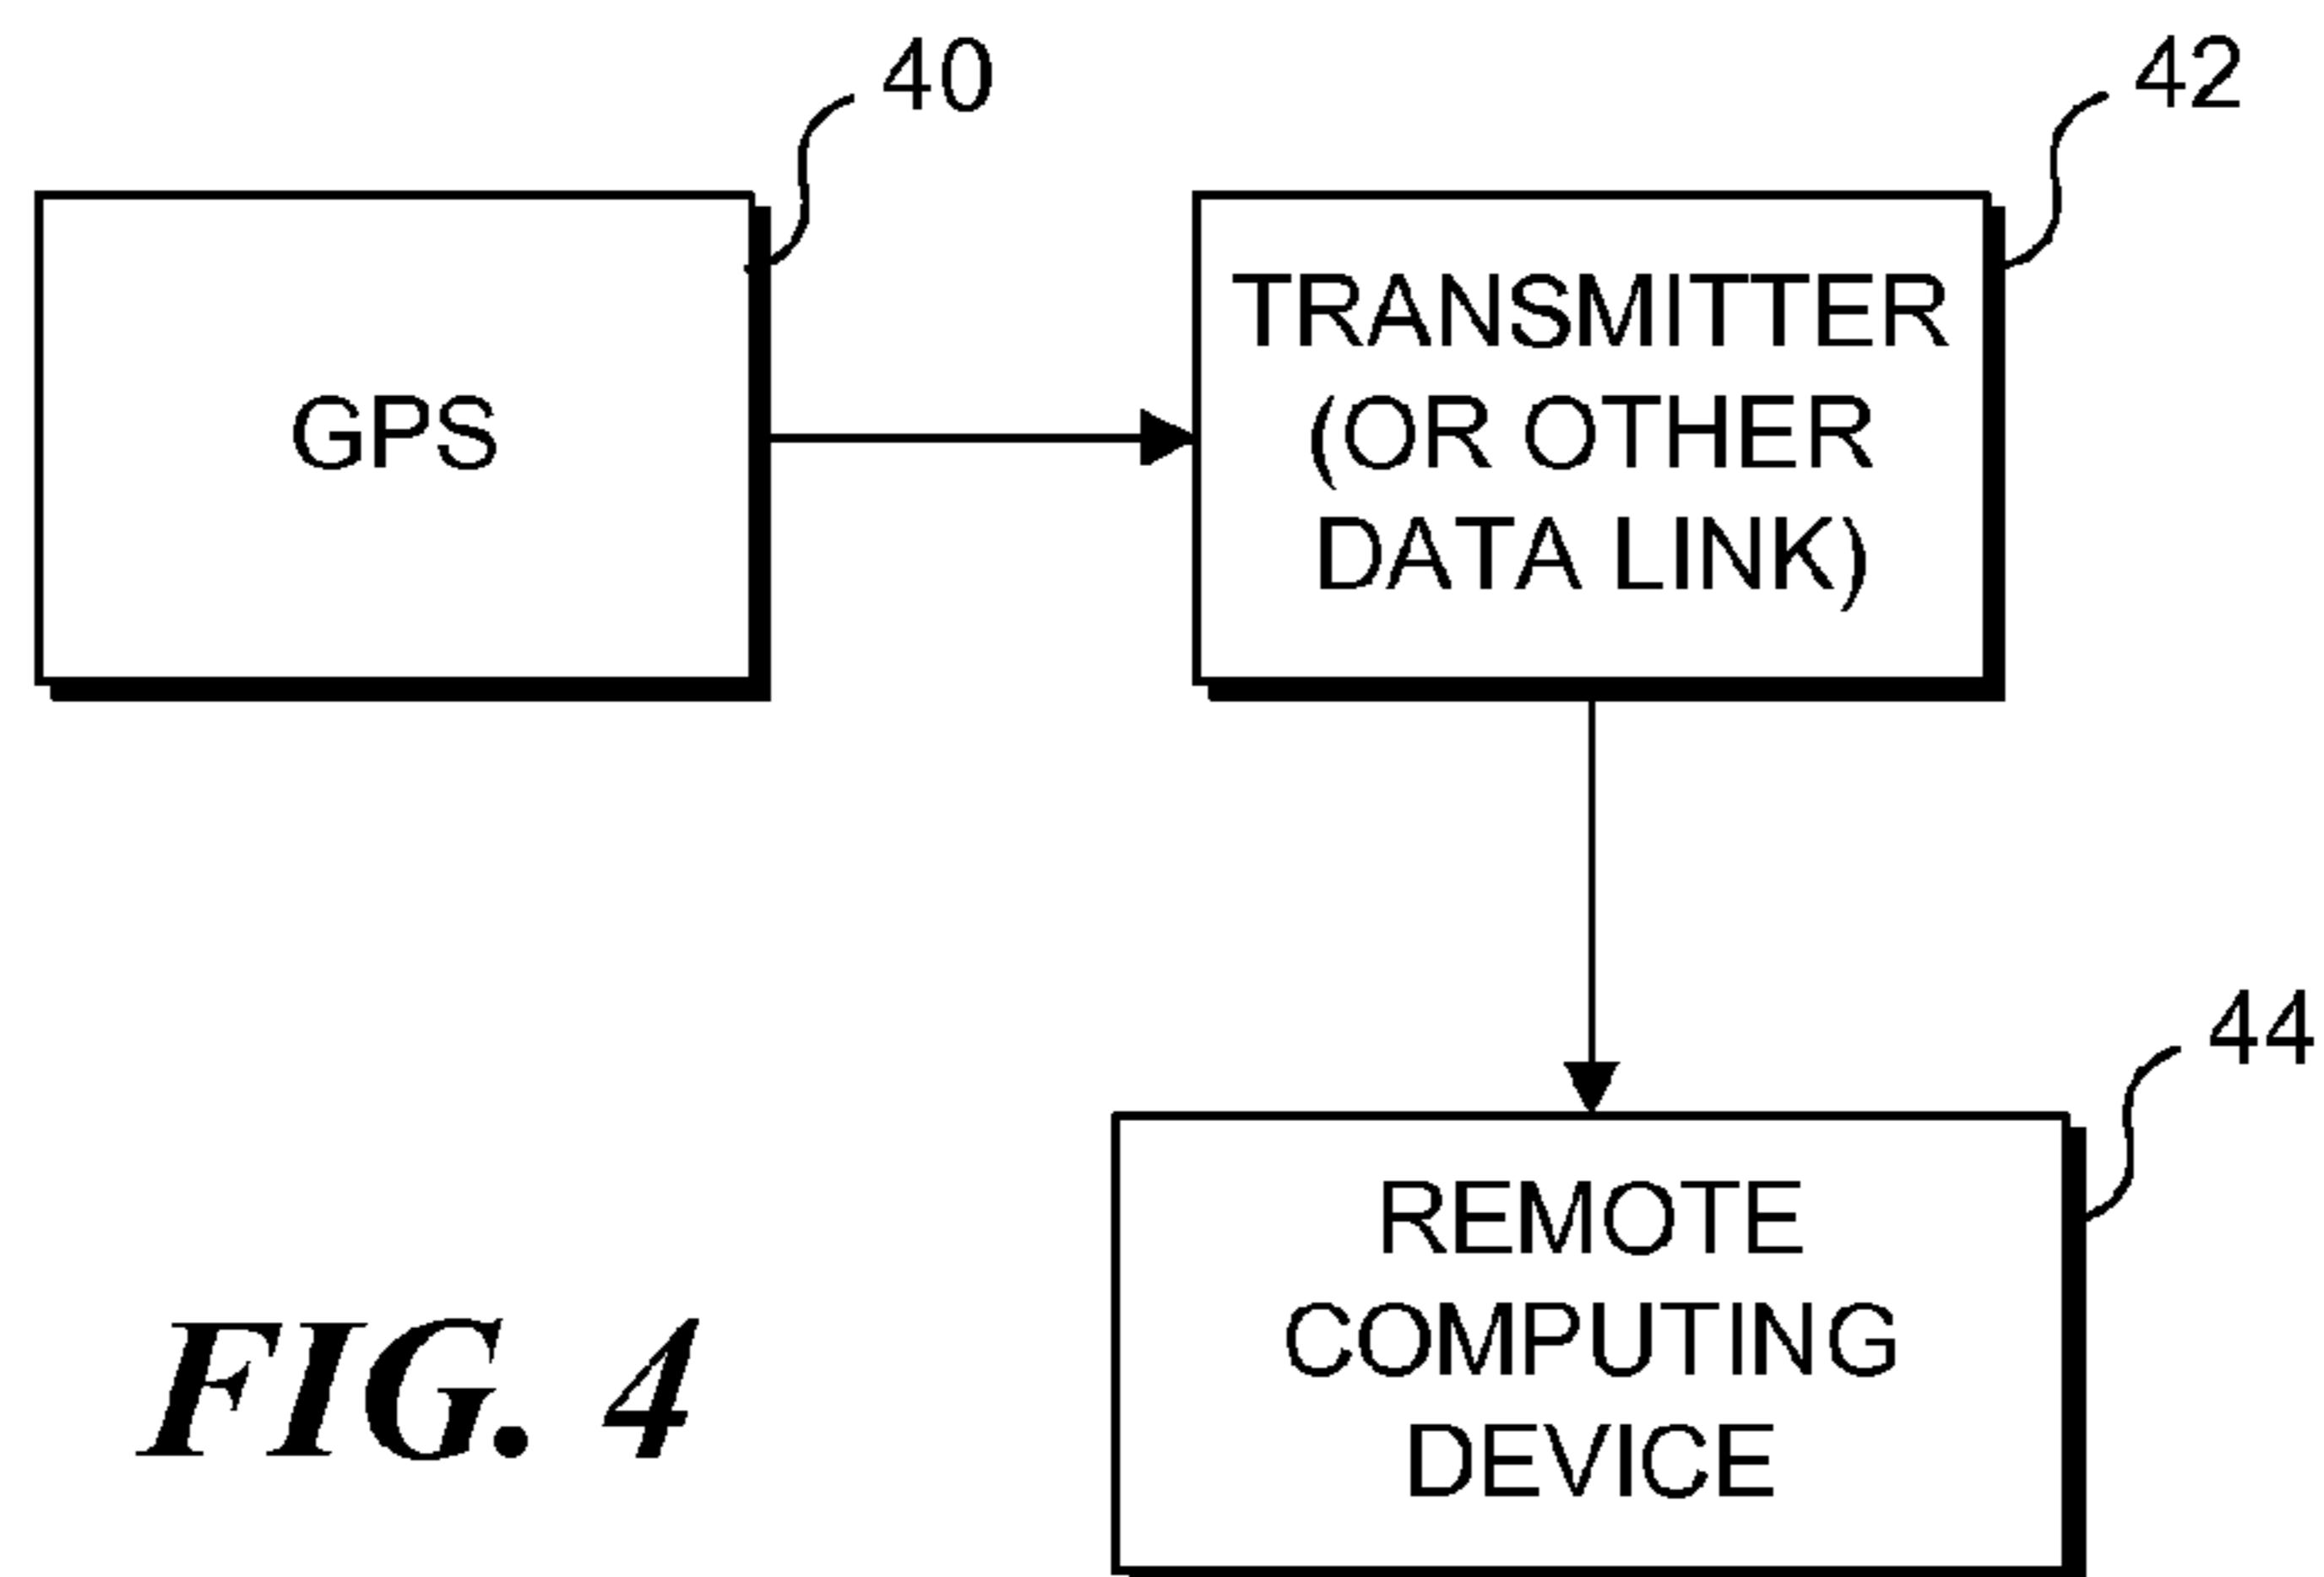 40
42
GPS
TRANSMITTER
(OR OTHER
DATA LINK)
44
REMOTE
COMPUTING
DEVICE
FIG. 4